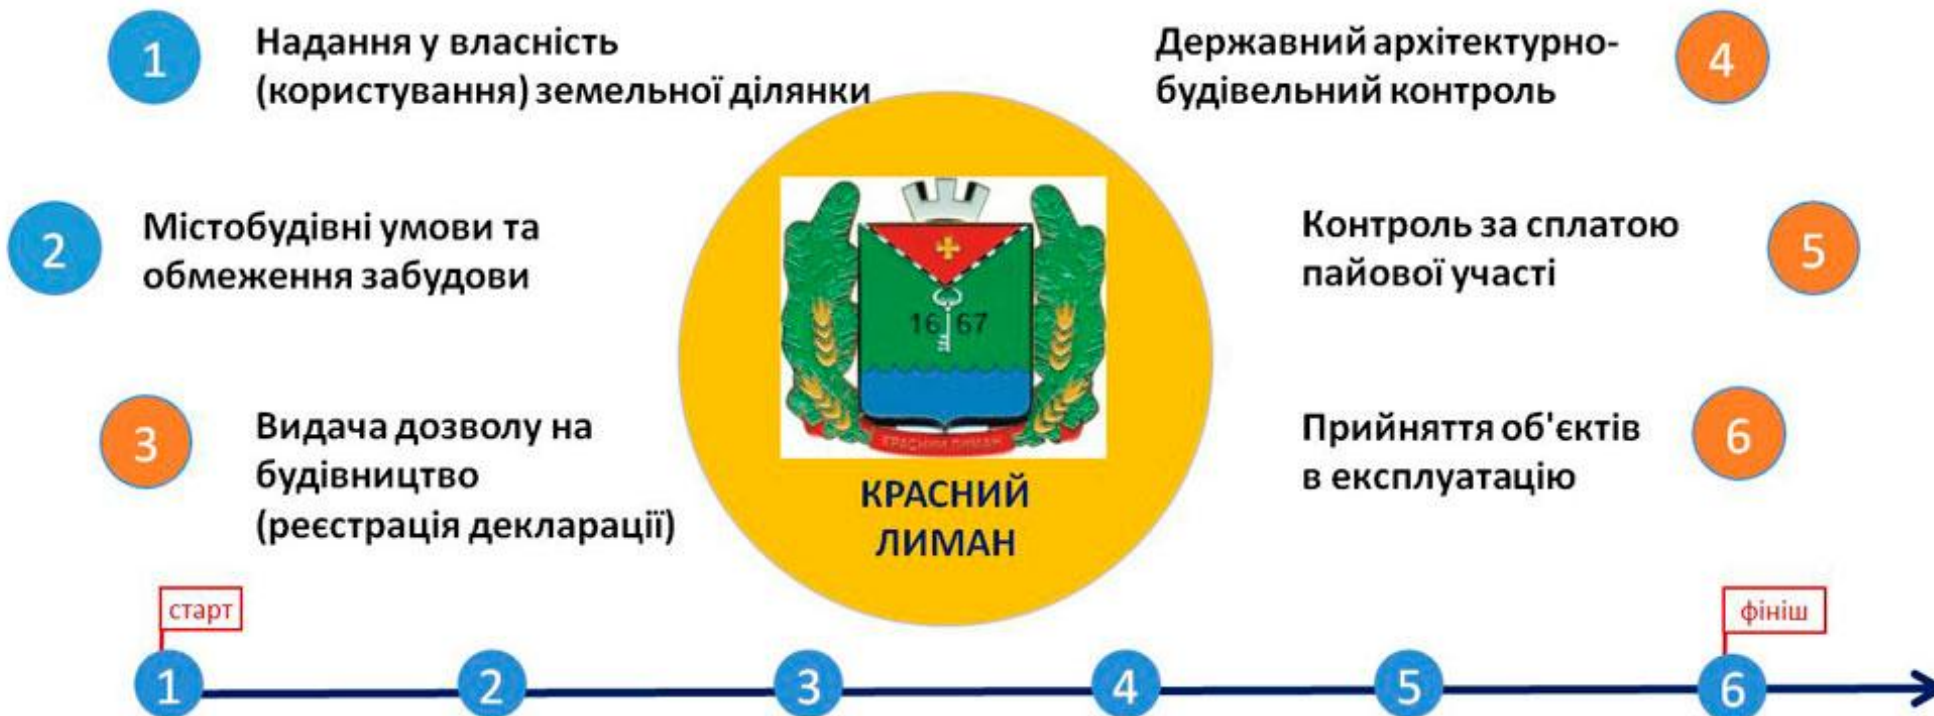 1
Надання у власність
(користування) земельної ділянки
2
Містобудівні умови та
обмеження забудови
3
Видача дозволу на
будівництво
(реєстрація декларації)
16 67
КРАСНИЙ ЛИМАН
КРАСНИЙ
ЛИМАН
Державний архітектурно-
будівельний контроль
4
Контроль за сплатою
пайової участі
5
Прийняття об'єктів
в експлуатацію
6
старт
фініш
1 2 3 4 5 6